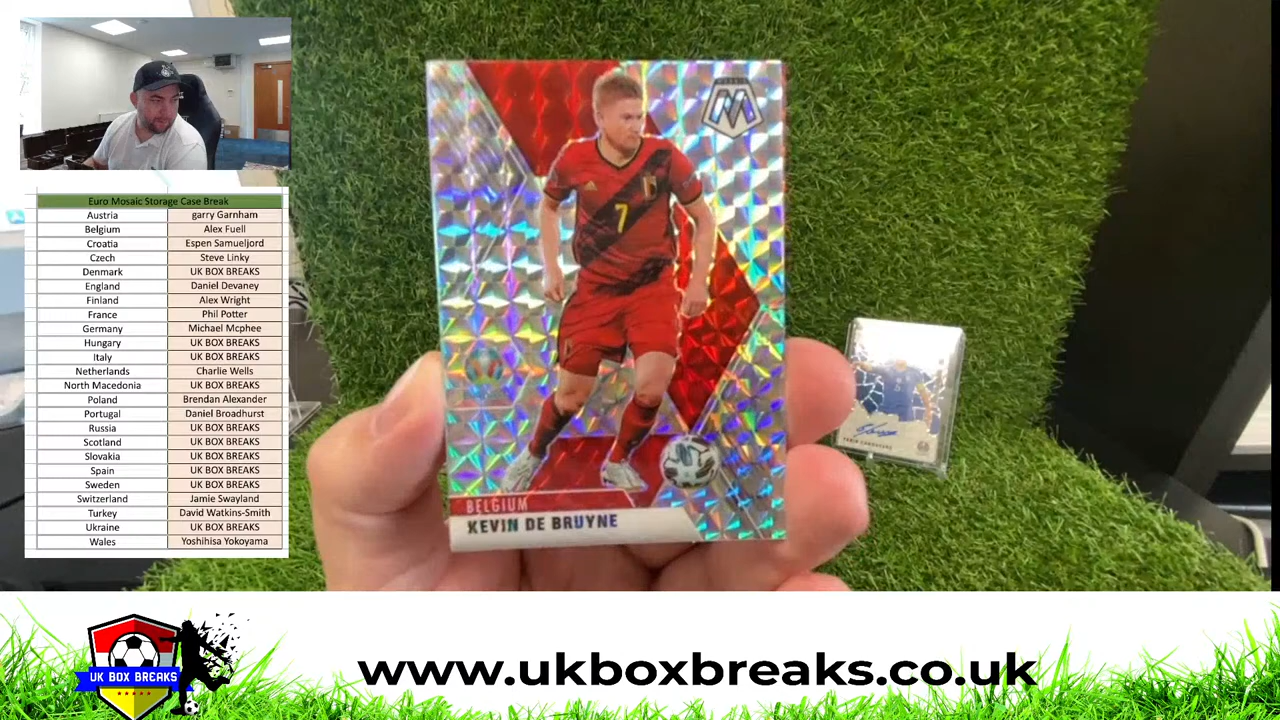 Euro Mosaic Storage Case Break
Austria garry Garnham
Belgium Alex Fuell
Croatia Espen Samueljord
Czech Steve Linky
Denmark UK BOX BREAKS
England Daniel Devaney
Finland Alex Wright
France Phil Potter
Germany Michael Mcphee
Hungary UK BOX BREAKS
Italy UK BOX BREAKS
Netherlands Charlie Wells
North Macedonia UK BOX BREAKS
Poland Brendan Alexander
Portugal Daniel Broadhurst
Russia UK BOX BREAKS
Scotland UK BOX BREAKS
Slovakia UK BOX BREAKS
Spain UK BOX BREAKS
Sweden UK BOX BREAKS
Switzerland Jamie Swayland
Turkey David Watkins-Smith
Ukraine UK BOX BREAKS
Wales Yoshihisa Yokoyama
7
BELGIUM
KEVIN DE BRUYNE
UK BOX BREAKS
www.ukboxbreaks.co.uk